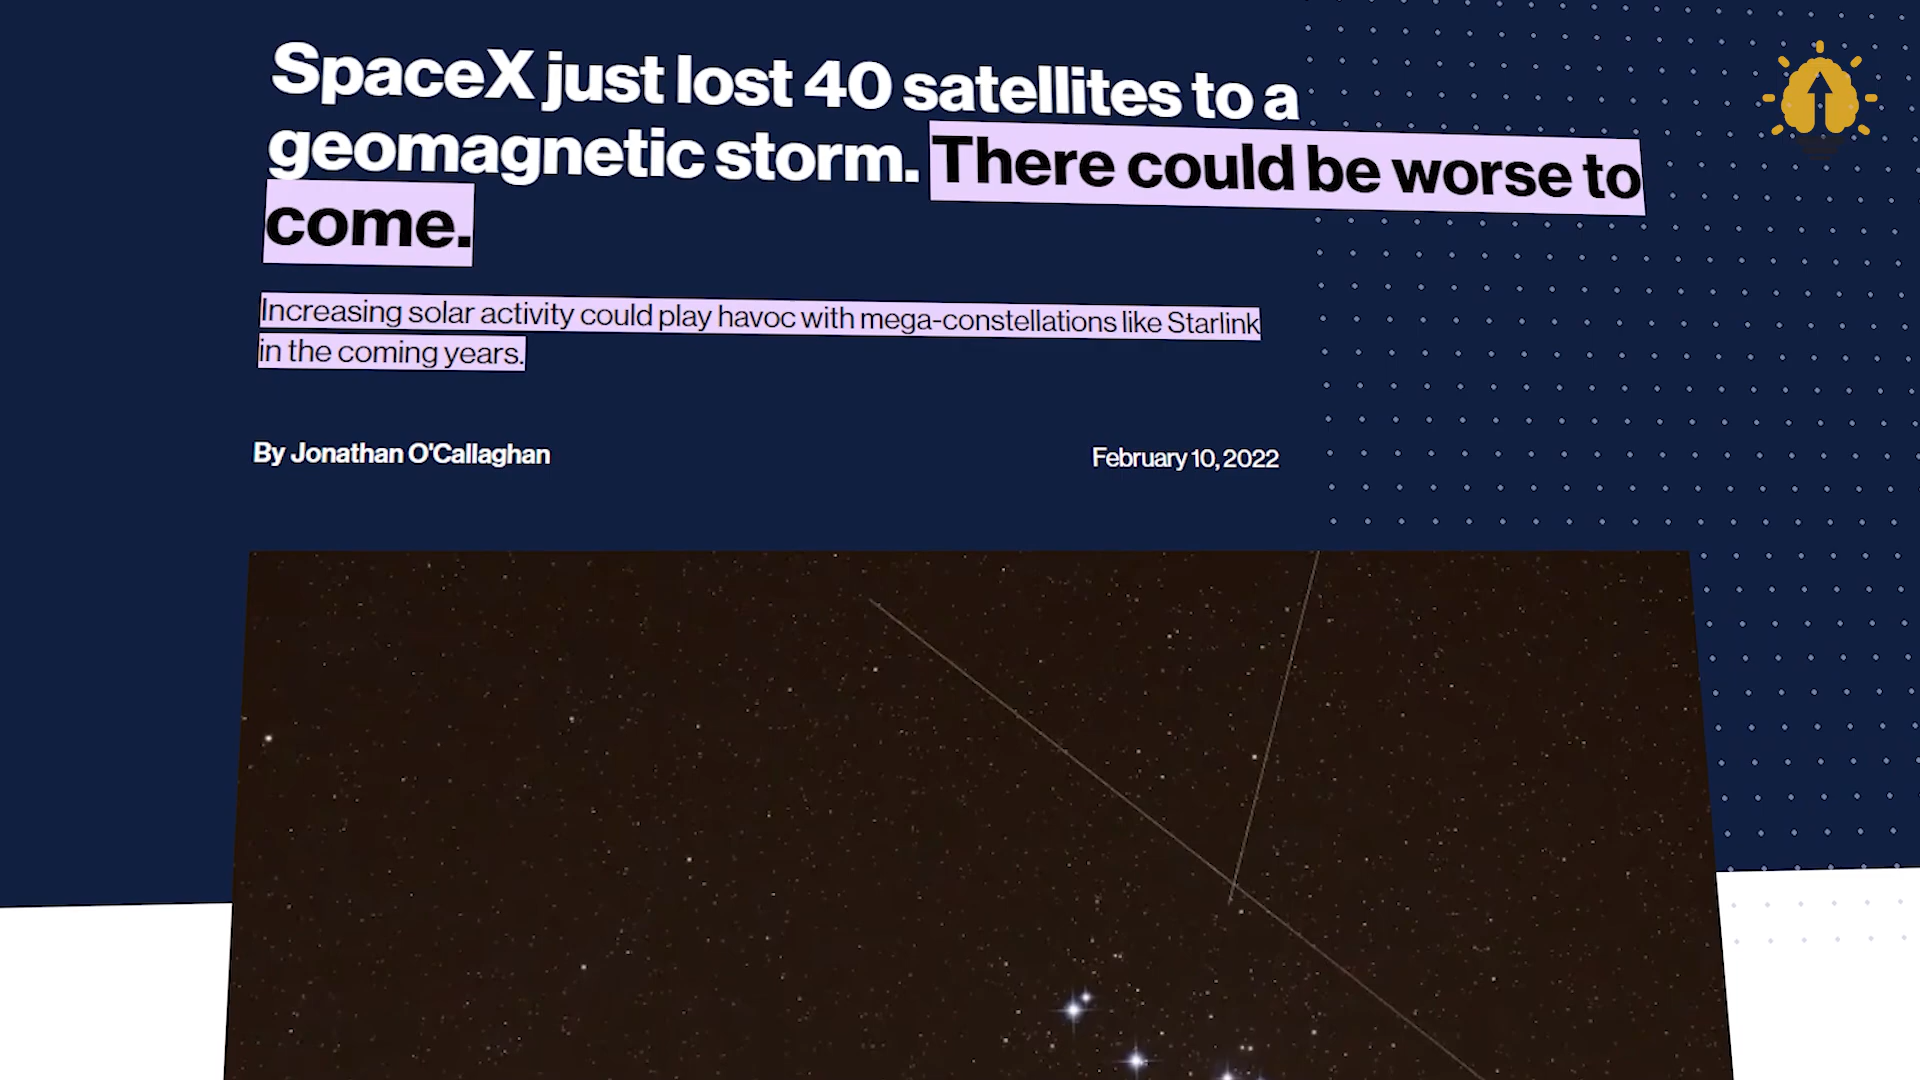 SpaceX just lost 40 satellites to a
geomagnetic storm. There could be worse to
come.
Increasing solar activity could play havoc with mega-constellations like Starlink
in the coming years.
By Jonathan O'Callaghan
February 10, 2022